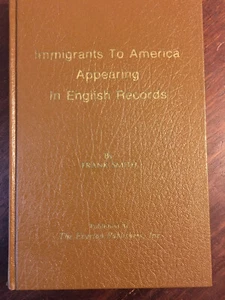 Immigrants To America
Appearing
In English Records
By
FRANK SMITH
Published By
The Everton Publishers, Inc.